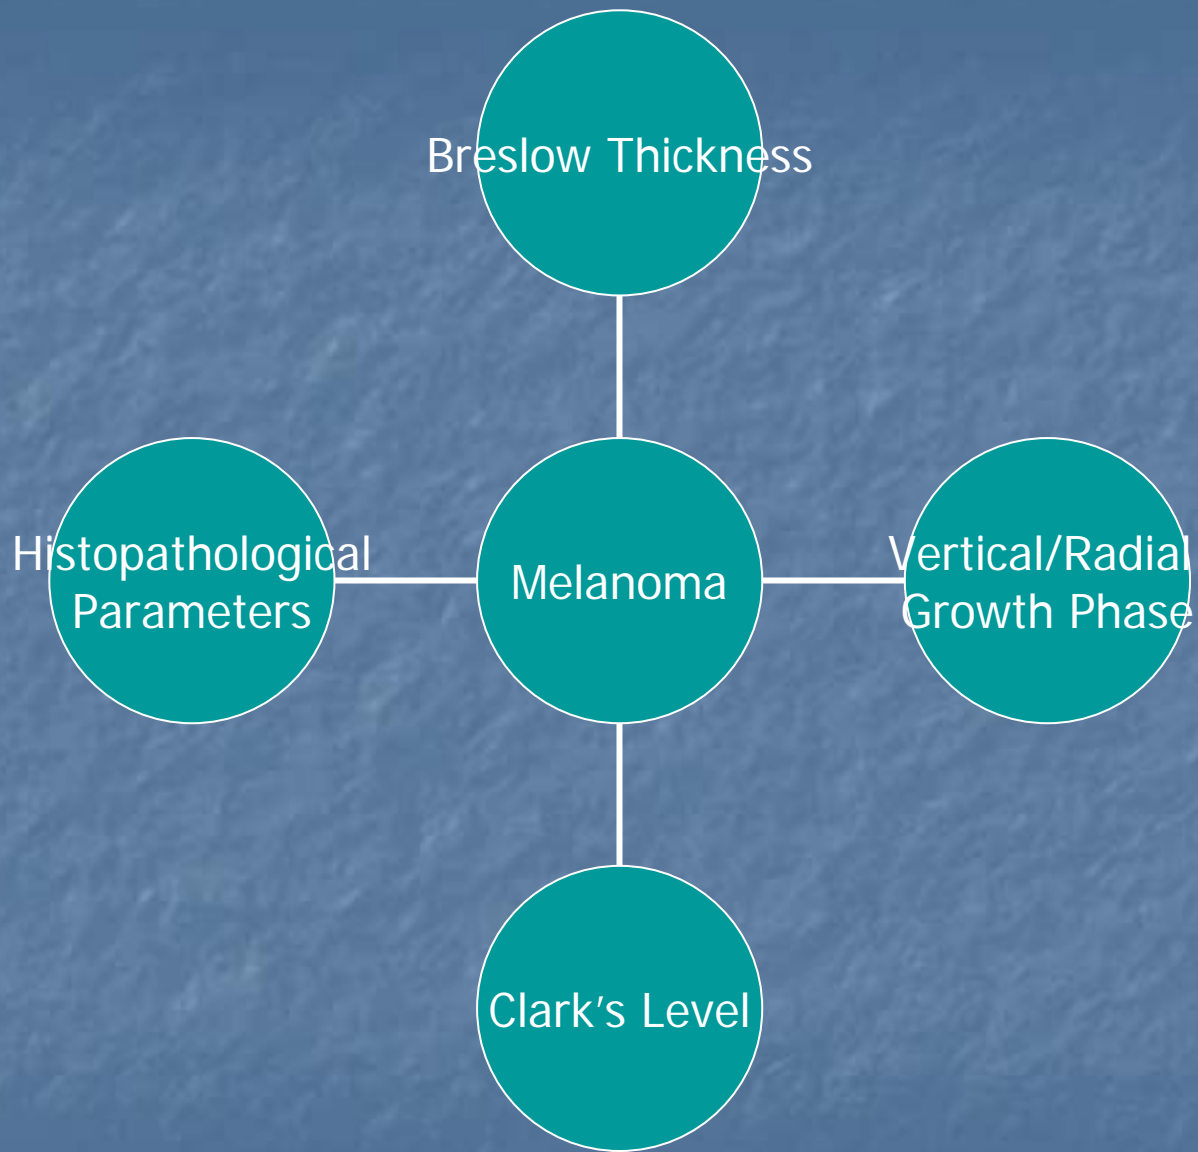 Breslow Thickness
Histopathological
Parameters
Melanoma
Vertical/Radial
Growth Phase
Clark’s Level